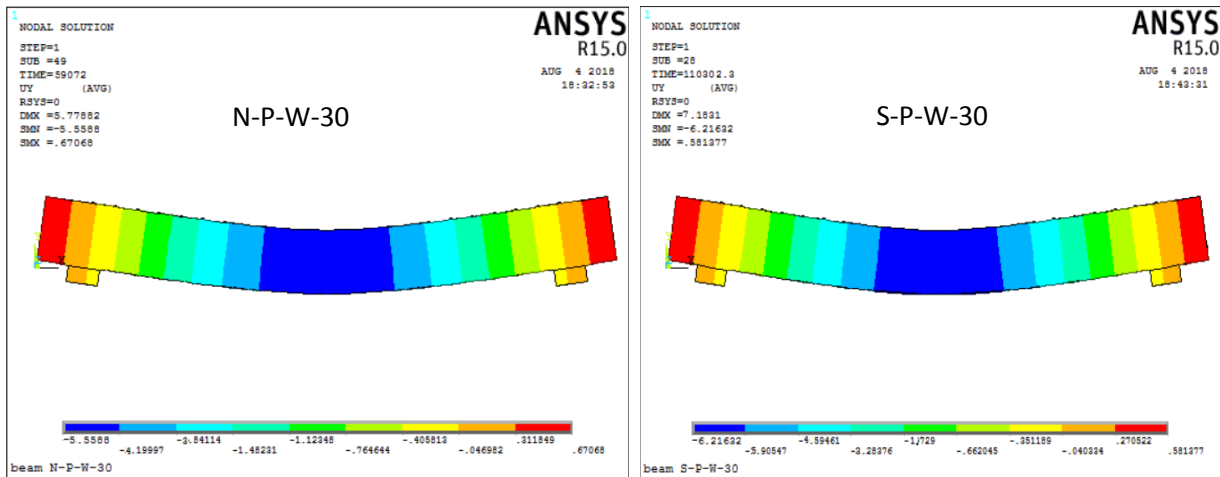 1
NODAL SOLUTION
STEP=1
SUB =49
TIME=59072
UY (AVG)
RSYS=0
DMX =5.77882
SMN =-5.5588
SMX =.67068
ANSYS
R15.0
AUG 4 2018
18:32:53
N-P-W-30
Y
X
-5.5588 -3.84114 -1.12348 -.405813 .311849
-4.19997 -1.48231 -.764644 -.046982 .67068
beam N-P-W-30
1
NODAL SOLUTION
STEP=1
SUB =28
TIME=110302.3
UY (AVG)
RSYS=0
DMX =7.1831
SMN =-6.21632
SMX =.581377
ANSYS
R15.0
AUG 4 2018
18:43:31
S-P-W-30
X
-6.21632 -4.59461 -1,729 -.351189 .270522
-5.90547 -3.28376 -.662045 -.040334 .581377
beam S-P-W-30